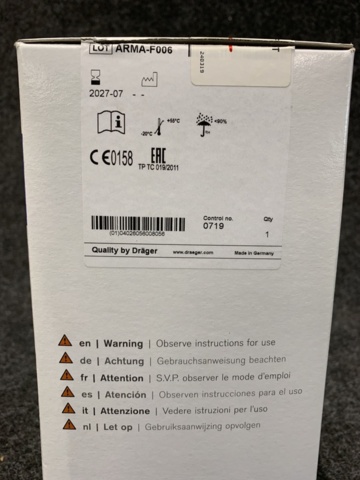 LOT ARMA-F006
T
240319
2027-07 - -
-20°C +50°C <90%
CE0158 EAC
TP TC 019/2011
Control no. Qty
0719 1
(01)04026056008056
Quality by Dräger www.draeger.com Made in Germany
en | Warning | Observe instructions for use
de | Achtung | Gebrauchsanweisung beachten
fr | Attention | S.V.P. observer le mode d'emploi
es | Atención | Observen instrucciones para el uso
it | Attenzione | Vedere istruzioni per l'uso
nl | Let op | Gebruiksaanwijzing opvolgen